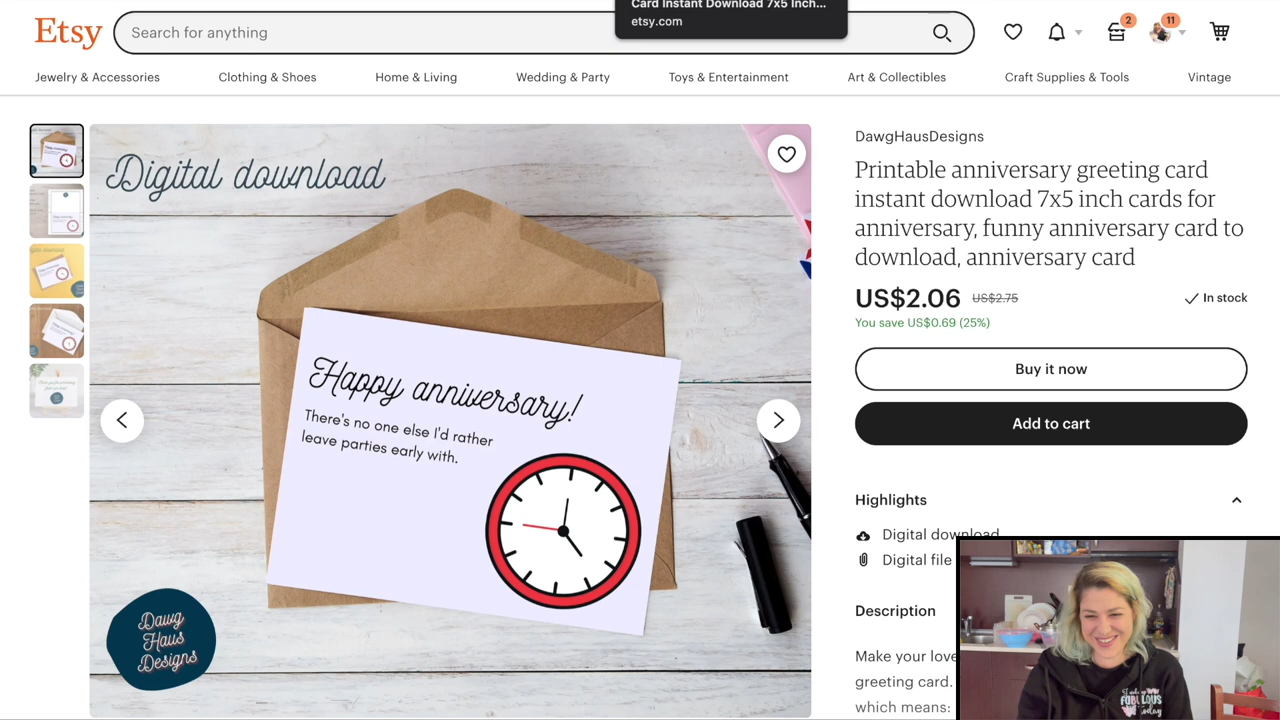 Card Instant Download 7x5 Inch...
etsy.com
Etsy
Search for anything
2
11
Jewelry & Accessories
Clothing & Shoes
Home & Living
Wedding & Party
Toys & Entertainment
Art & Collectibles
Craft Supplies & Tools
Vintage
Digital download
Happy anniversary!
There's no one else I'd rather
leave parties early with.
Dawg
Haus
Designs
DawgHausDesigns
Printable anniversary greeting card
instant download 7x5 inch cards for
anniversary, funny anniversary card to
download, anniversary card
US$2.06 US$2.75
In stock
You save US$0.69 (25%)
Buy it now
Add to cart
Highlights
Digital download
Digital file
Description
Make your love
greeting card.
which means:
FABULOUS
today